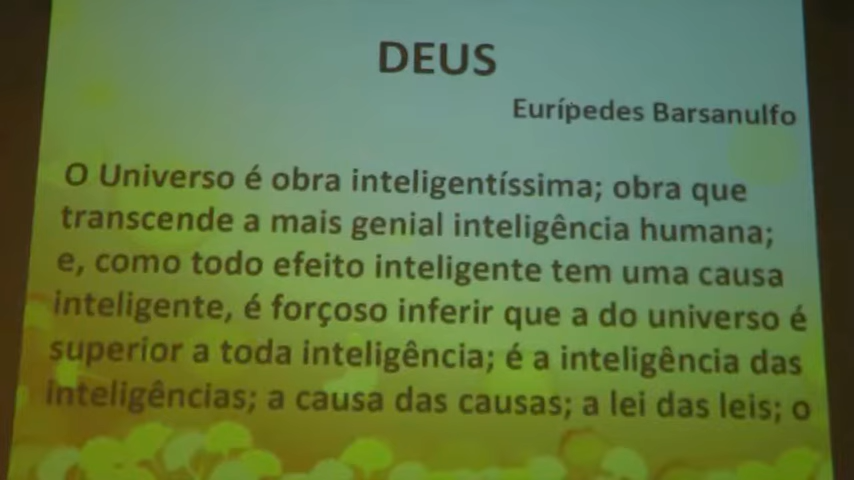 DEUS
Eurípedes Barsanulfo
O Universo é obra inteligentíssima; obra que
transcende a mais genial inteligência humana;
e, como todo efeito inteligente tem uma causa
inteligente, é forçoso inferir que a do universo é
superior a toda inteligência; é a inteligência das
inteligências; a causa das causas; a lei das leis; o